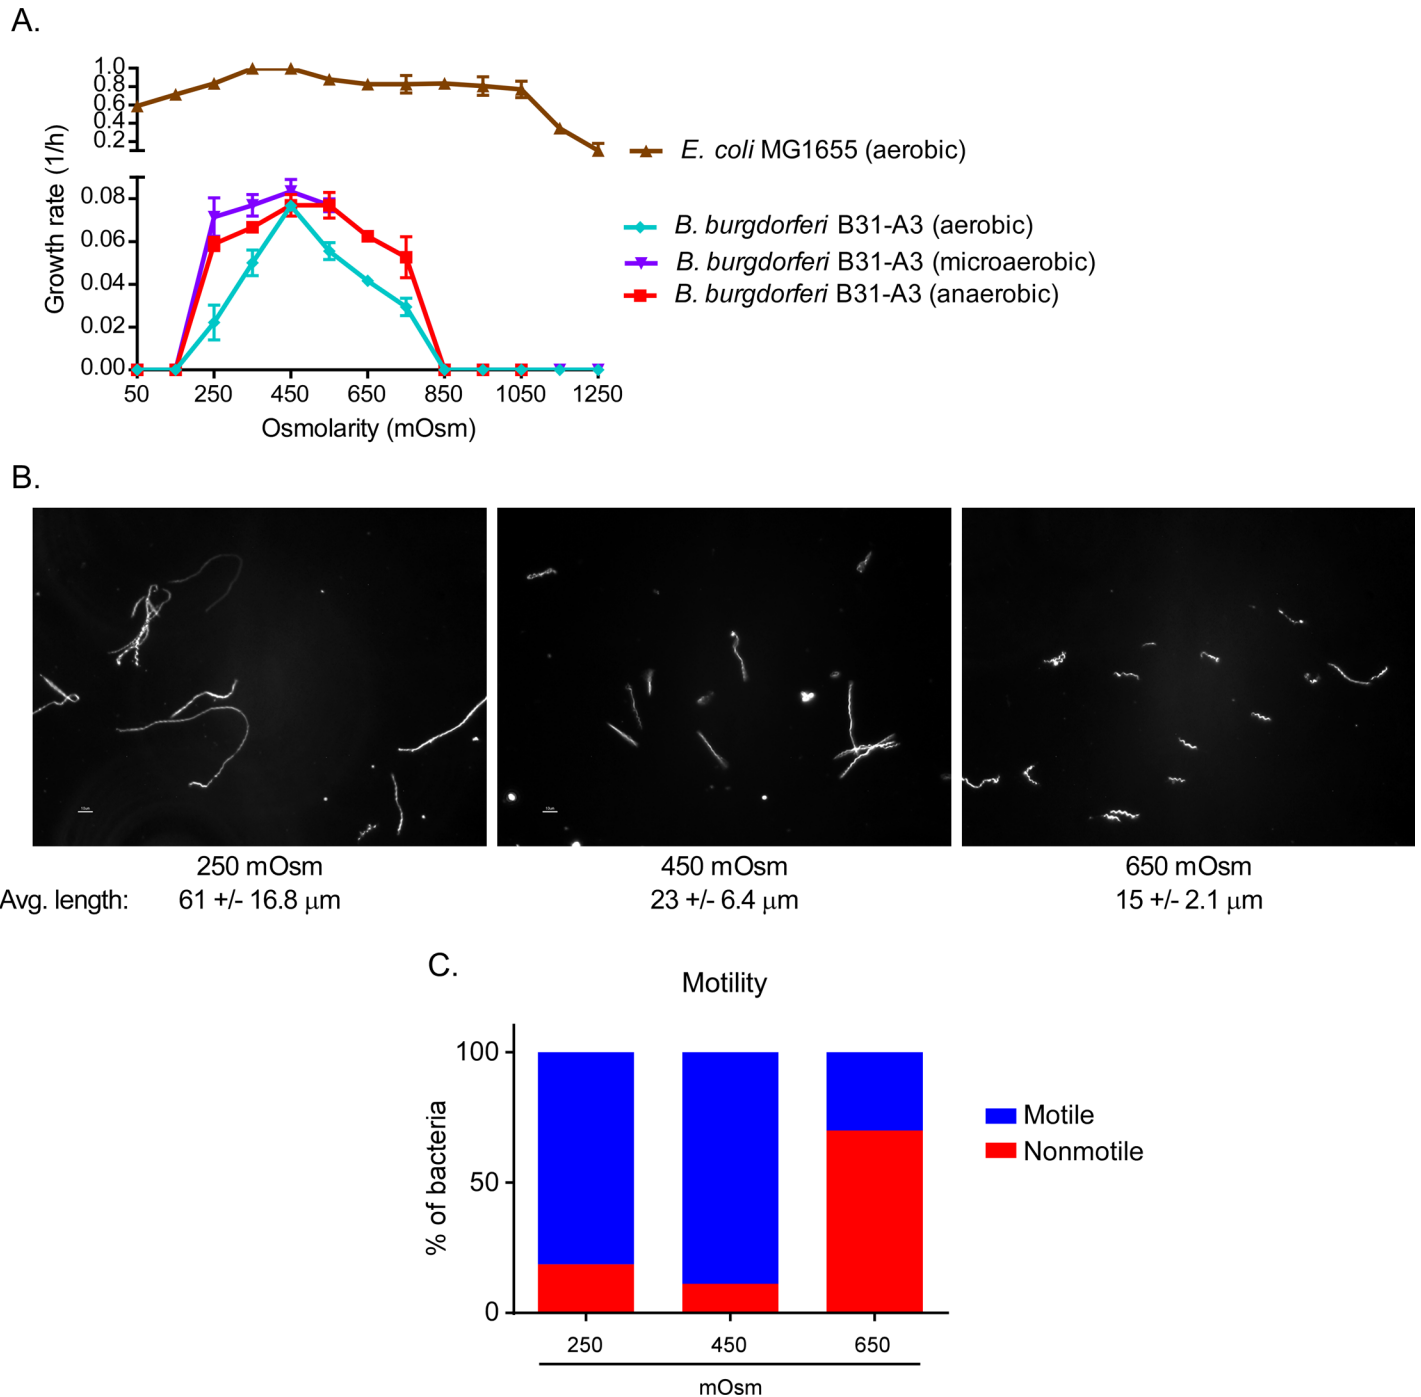 A.
Growth rate (1/h)
1.0
0.8
0.6
0.4
0.2
0.08
0.06
0.04
0.02
0.00
50 250 450 650 850 1050 1250
Osmolarity (mOsm)
E. coli MG1655 (aerobic)
B. burgdorferi B31-A3 (aerobic)
B. burgdorferi B31-A3 (microaerobic)
B. burgdorferi B31-A3 (anaerobic)
B.
250 mOsm 450 mOsm 650 mOsm
Avg. length: 61 +/- 16.8 μm 23 +/- 6.4 μm 15 +/- 2.1 μm
C.
Motility
% of bacteria
100
50
0
250 450 650
mOsm
Motile
Nonmotile